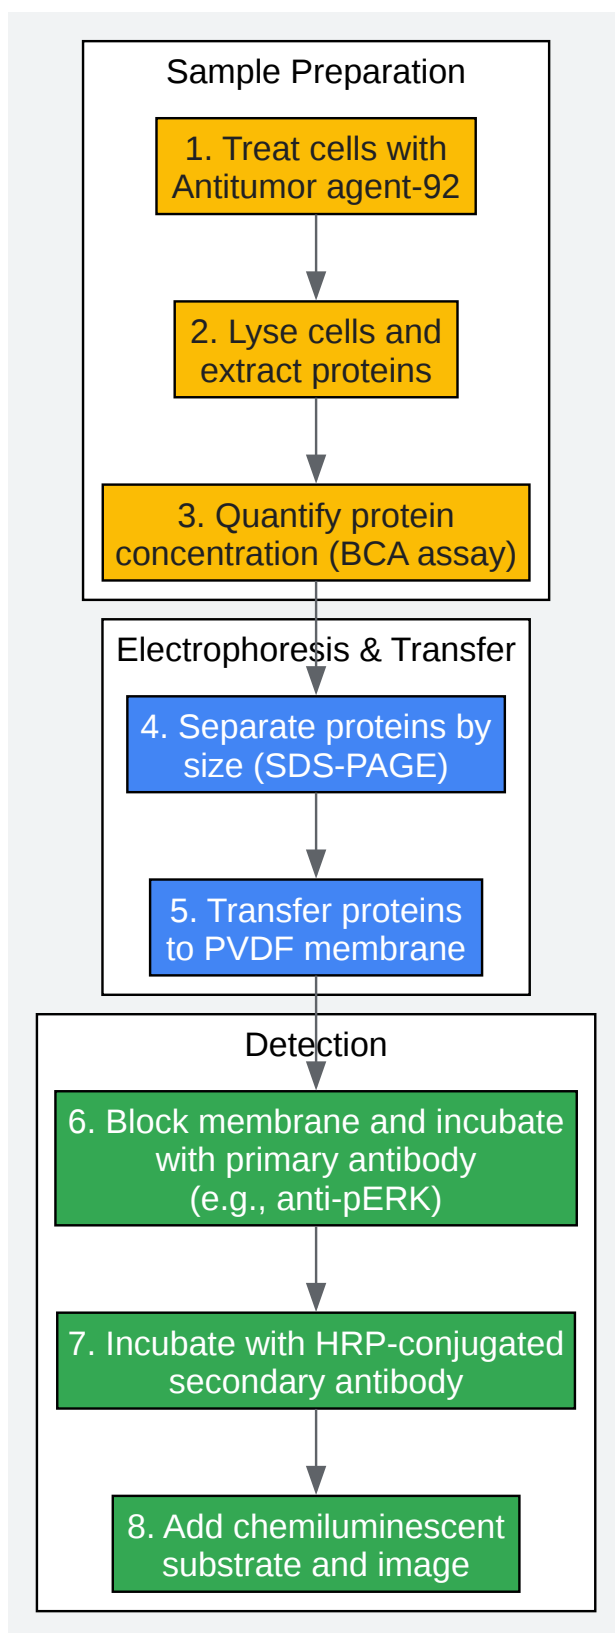 Sample Preparation
1. Treat cells with
Antitumor agent-92
2. Lyse cells and
extract proteins
3. Quantify protein
concentration (BCA assay)
Electrophoresis & Transfer
4. Separate proteins by
size (SDS-PAGE)
5. Transfer proteins
to PVDF membrane
Detection
6. Block membrane and incubate
with primary antibody
(e.g., anti-pERK)
7. Incubate with HRP-conjugated
secondary antibody
8. Add chemiluminescent
substrate and image